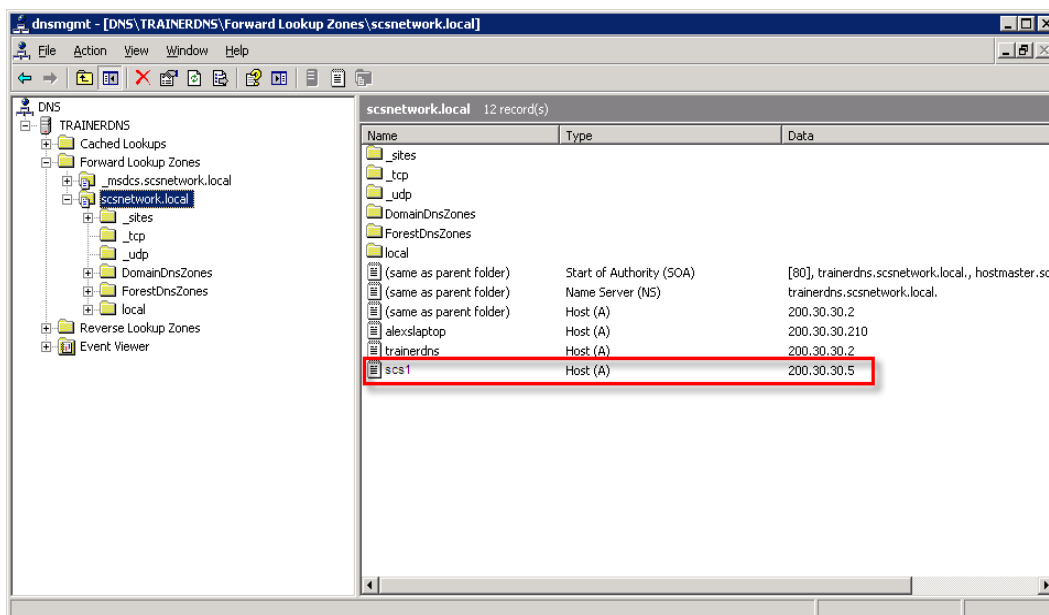 dnsmgmt - [DNS\TRAINERDNS\Forward Lookup Zones\scsnetwork.local]
File Action View Window Help
DNS
TRAINERDNS
Cached Lookups
Forward Lookup Zones
_msdcs.scsnetwork.local
scsnetwork.local
_sites
_tcp
_udp
DomainDnsZones
ForestDnsZones
local
Reverse Lookup Zones
Event Viewer
scsnetwork.local 12 record(s)
Name Type Data
_sites
_tcp
_udp
DomainDnsZones
ForestDnsZones
local
(same as parent folder) Start of Authority (SOA) [80], trainerdns.scsnetwork.local., hostmaster.sc
(same as parent folder) Name Server (NS) trainerdns.scsnetwork.local.
(same as parent folder) Host (A) 200.30.30.2
alexslaptop Host (A) 200.30.30.210
trainerdns Host (A) 200.30.30.2
scs1 Host (A) 200.30.30.5